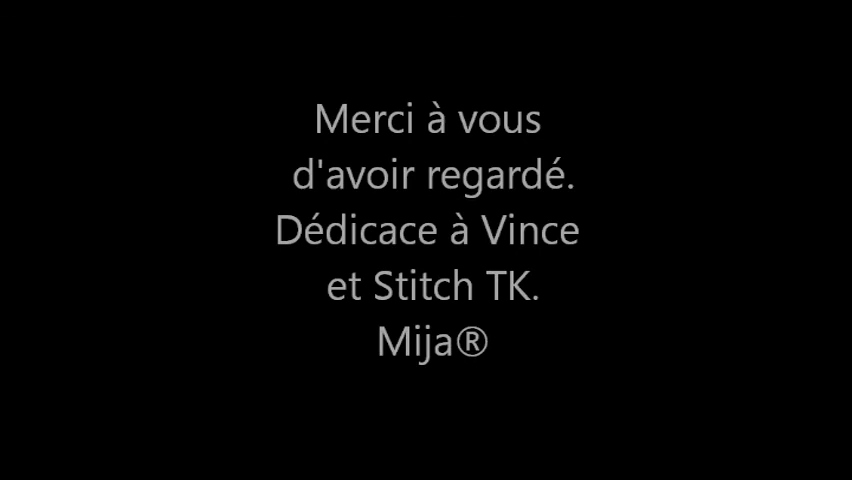 Merci à vous
d'avoir regardé.
Dédicace à Vince
et Stitch TK.
Mija®